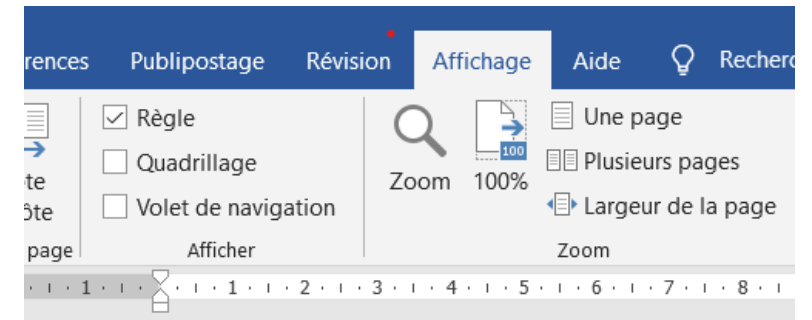 rences Publipostage Révision Affichage Aide Recherc
Règle
Quadrillage
Volet de navigation
te
ôte
page
Afficher
Zoom
100
100%
Une page
Plusieurs pages
Largeur de la page
Zoom
1 1 2 3 4 5 6 7 8